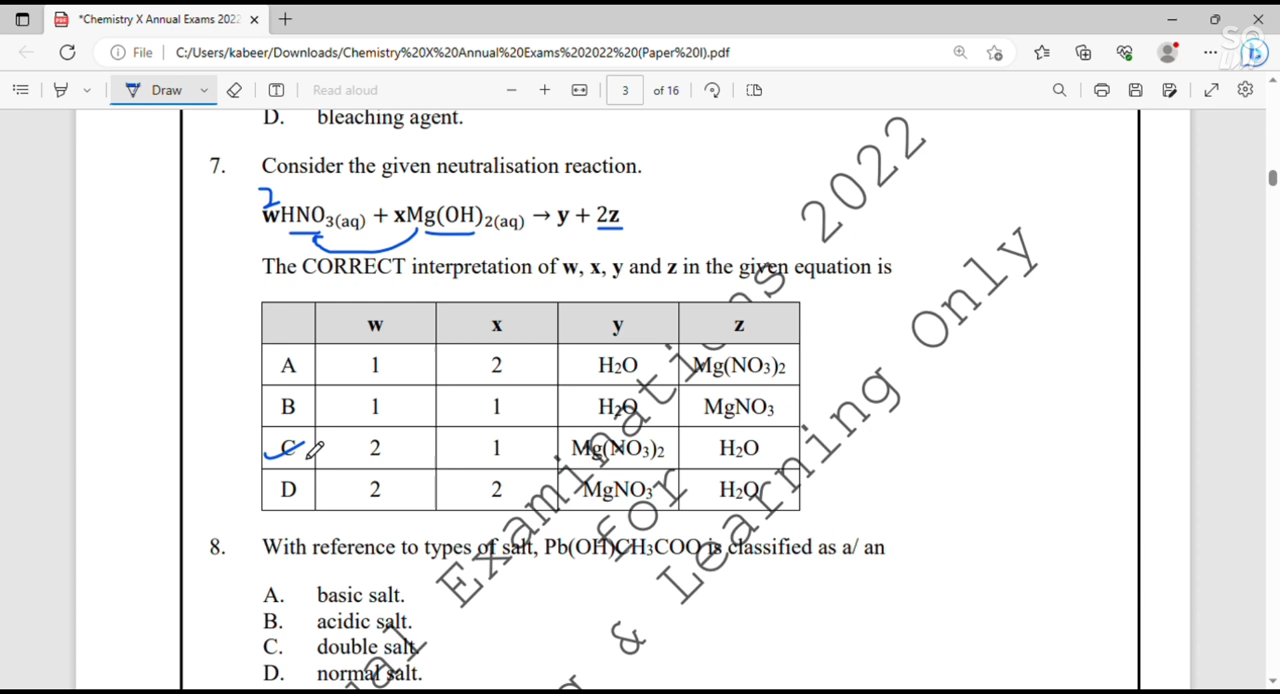 *Chemistry X Annual Exams 2022
File C:/Users/kabeer/Downloads/Chemistry%20X%20Annual%20Exams%202022%20(Paper%20I).pdf
Draw Read aloud 3 of 16
D. bleaching agent.
7. Consider the given neutralisation reaction.
2
wHNO3(aq) + xMg(OH)2(aq) → y + 2z
The CORRECT interpretation of w, x, y and z in the given equation is
w x y z
A 1 2 H2O Mg(NO3)2
B 1 1 H2O MgNO3
C 2 1 Mg(NO3)2 H2O
D 2 2 MgNO3 H2O
8. With reference to types of salt, Pb(OH)CH3COO is classified as a/ an
A. basic salt.
B. acidic salt.
C. double salt.
D. normal salt.
Examinations 2022
for
& Learning Only